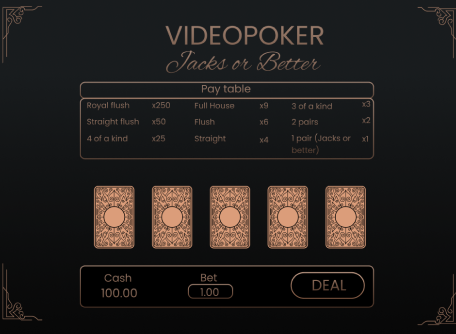 VIDEOPOKER
Jacks or Better
Pay table
Royal flush x250 Full House x9 3 of a kind x3
Straight flush x50 Flush x6 2 pairs x2
4 of a kind x25 Straight x4 1 pair (Jacks or x1
better)
Cash Bet
100.00 1.00 DEAL